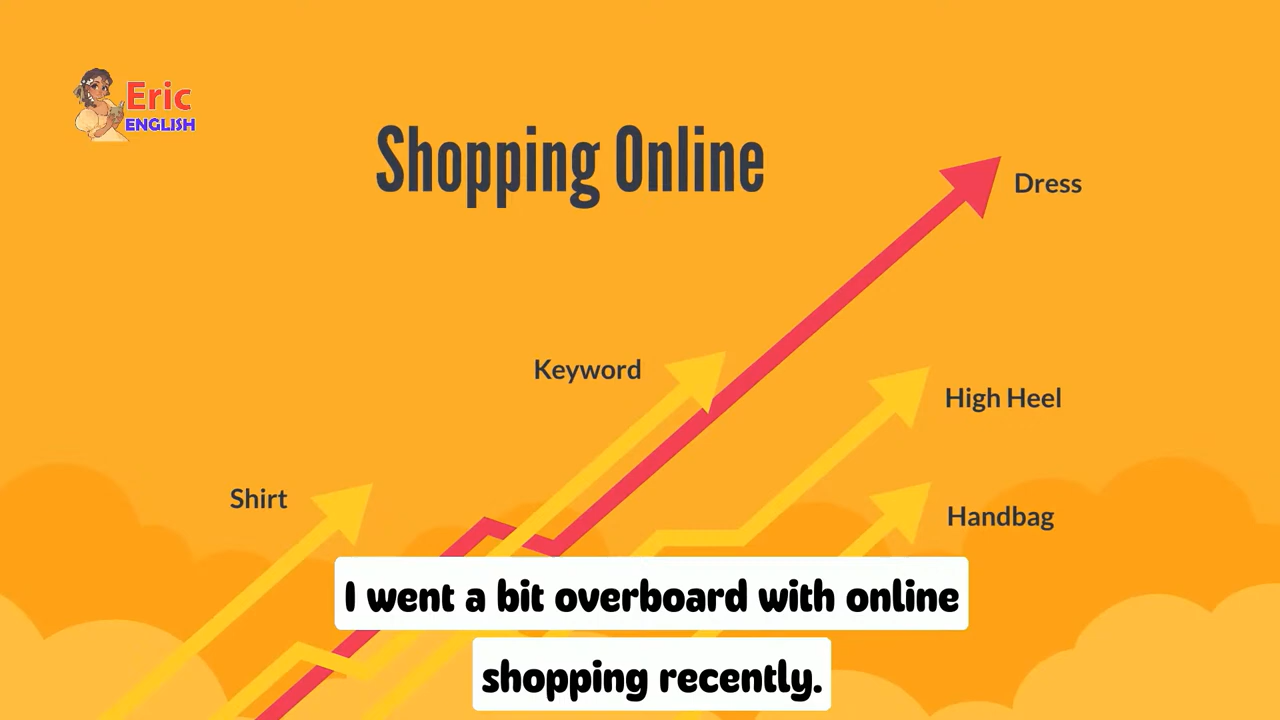 Eric
ENGLISH
Shopping Online
Dress
Keyword
High Heel
Shirt
Handbag
I went a bit overboard with online
shopping recently.